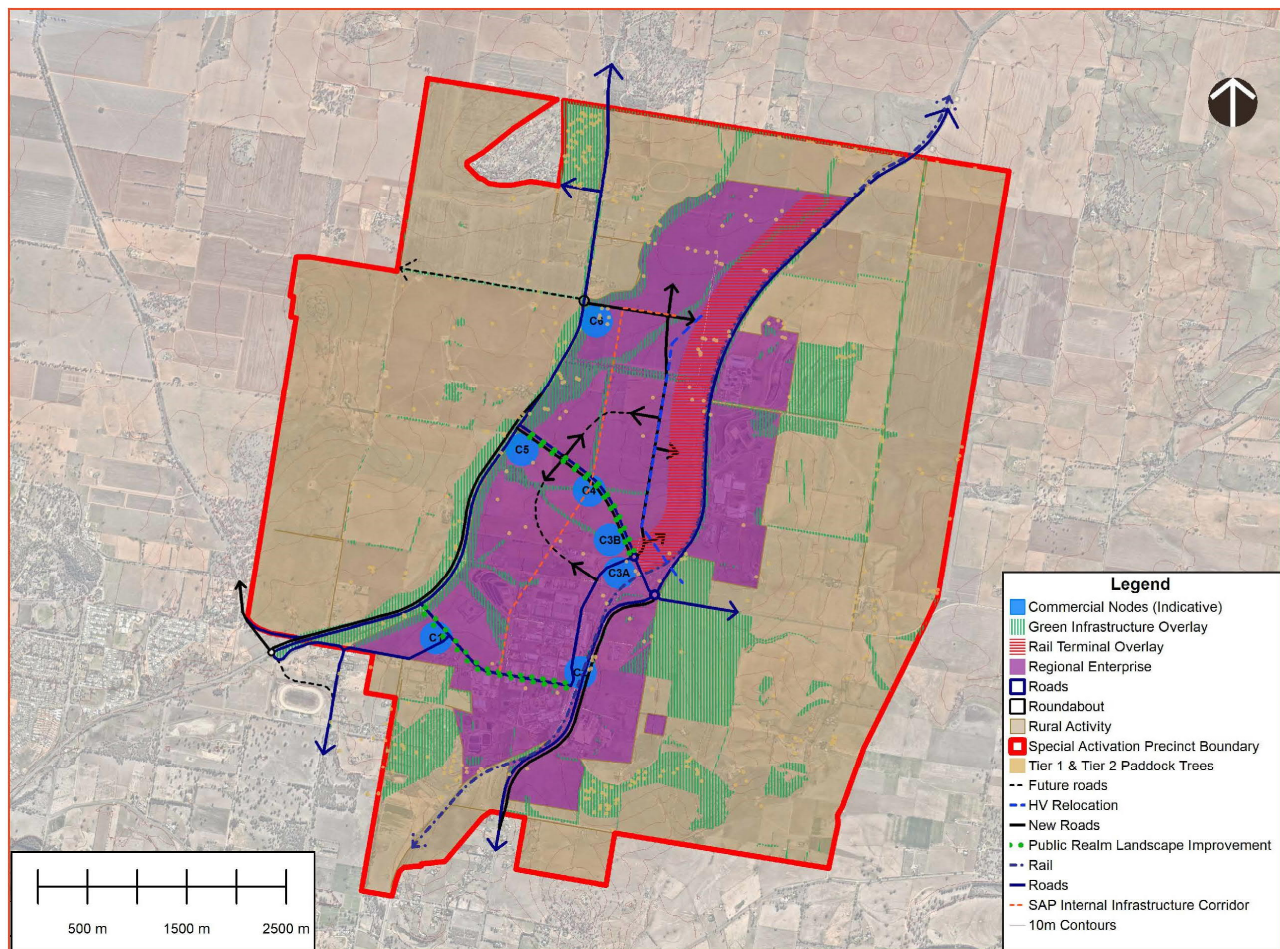 C6
C5
C4
C3B
C3A
C1
Legend
Commercial Nodes (Indicative)
Green Infrastructure Overlay
Rail Terminal Overlay
Regional Enterprise
Roads
Roundabout
Rural Activity
Special Activation Precinct Boundary
Tier 1 & Tier 2 Paddock Trees
Future roads
HV Relocation
New Roads
Public Realm Landscape Improvement
Rail
Roads
SAP Internal Infrastructure Corridor
10m Contours
500 m 1500 m 2500 m